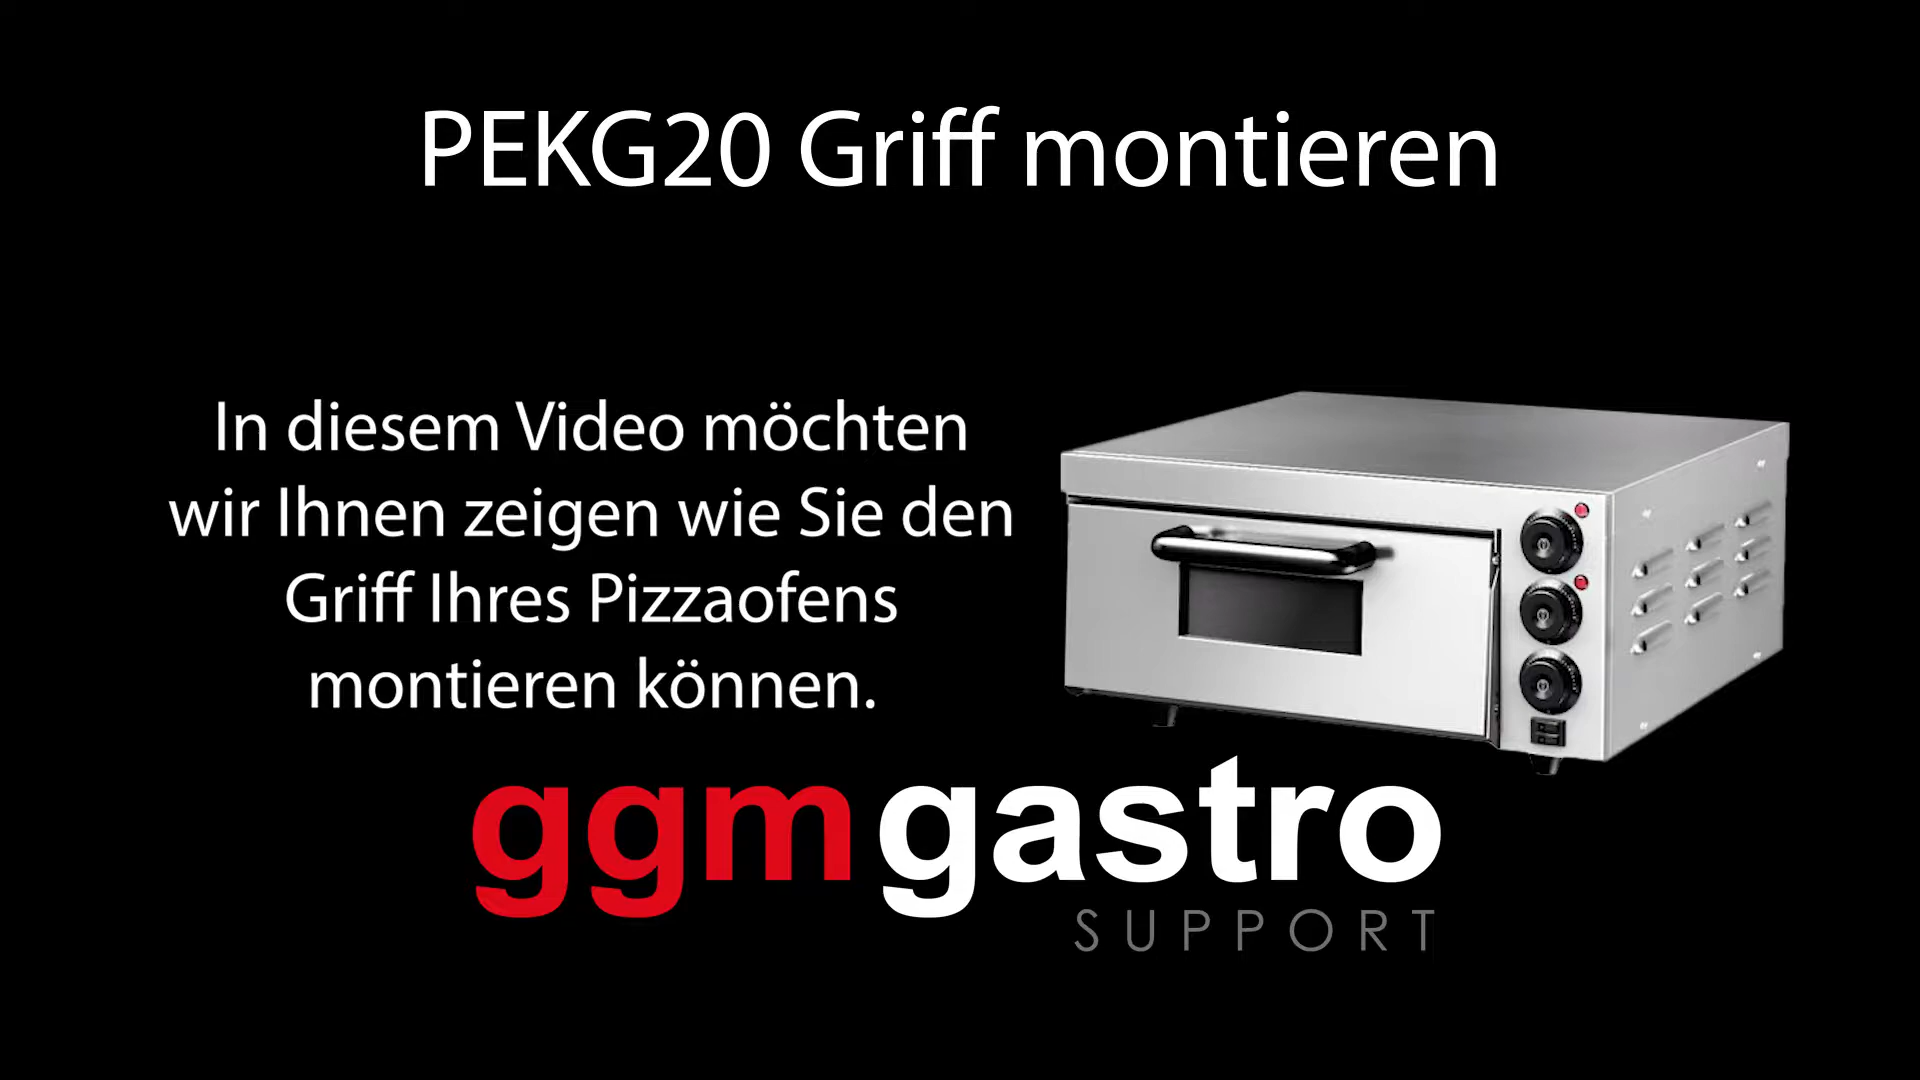 PEKG20 Griff montieren
In diesem Video möchten
wir Ihnen zeigen wie Sie den
Griff Ihres Pizzaofens
montieren können.
ggmgastro
SUPPORT